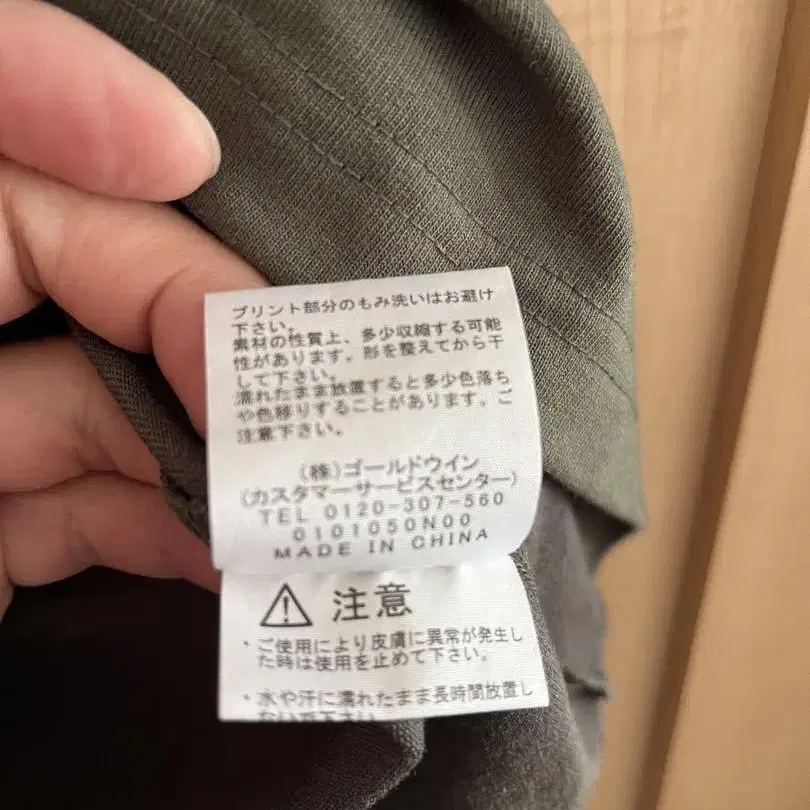 プリント部分のもみ洗いはお避け
下さい。
素材の性質上、多少収縮する可能
性があります。形を整えてから干
して下さい。
濡れたまま放置すると多少色落ち
や色移りすることがあります。ご
注意下さい。
(株)ゴールドウイン
(カスタマーサービスセンター)
TEL 0120-307-560
0101050N00
MADE IN CHINA
注意
・ご使用により皮膚に異常が発生し
た時は使用を止めて下さい。
・水や汗に濡れたまま長時間放置し
ないで下さい